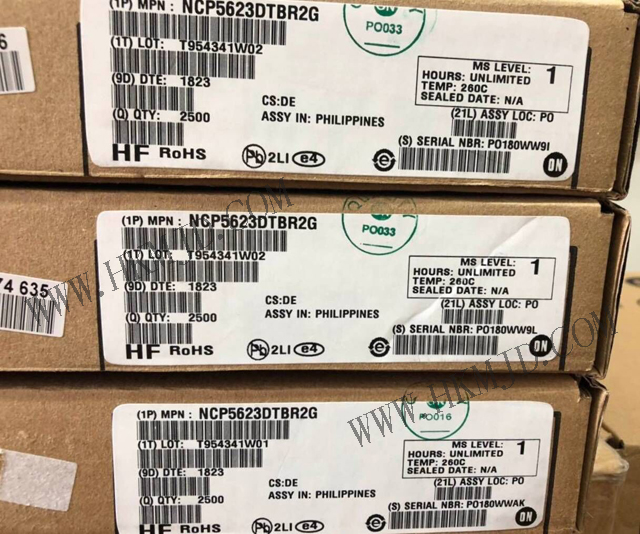 (1P) MPN : NCP5623DTBR2G
PO033
(1T) LOT: T954341W02
MS LEVEL: 1
HOURS: UNLIMITED
TEMP: 260C
SEALED DATE: N/A
(9D) DTE: 1823
CS:DE
(Q) QTY: 2500
ASSY IN: PHILIPPINES
(21L) ASSY LOC: PO
(S) SERIAL NBR: PO180WW9I
HF RoHS
Pb 2LI e4
e
ON
6
(1P) MPN : NCP5623DTBR2G
PO033
(1T) LOT: T954341W02
MS LEVEL: 1
HOURS: UNLIMITED
TEMP: 260C
SEALED DATE: N/A
(9D) DTE: 1823
CS:DE
(Q) QTY: 2500
ASSY IN: PHILIPPINES
(21L) ASSY LOC: PO
(S) SERIAL NBR: PO180WW9L
HF RoHS
Pb 2LI e4
e
ON
74 635
WWW.HKMJD.COM
(1P) MPN : NCP5623DTBR2G
PO016
(1T) LOT: T954341W01
MS LEVEL: 1
HOURS: UNLIMITED
TEMP: 260C
SEALED DATE: N/A
(9D) DTE: 1823
CS:DE
(Q) QTY: 2500
ASSY IN: PHILIPPINES
(21L) ASSY LOC: PO
(S) SERIAL NBR: PO180WWAK
HF RoHS
Pb 2LI e4
e
ON
WWW.HKMJD.COM